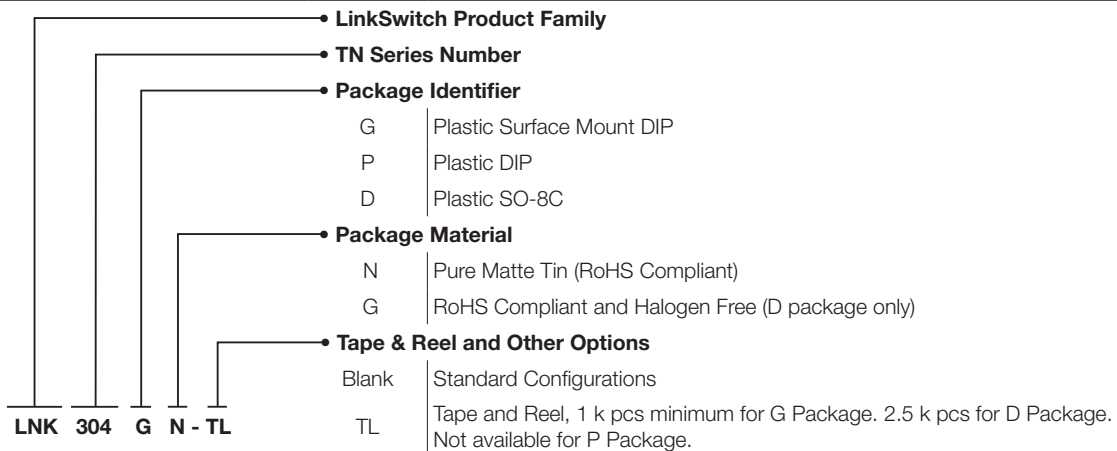 LinkSwitch Product Family
TN Series Number
Package Identifier
G Plastic Surface Mount DIP
P Plastic DIP
D Plastic SO-8C
Package Material
N Pure Matte Tin (RoHS Compliant)
G RoHS Compliant and Halogen Free (D package only)
Tape & Reel and Other Options
Blank Standard Configurations
TL Tape and Reel, 1 k pcs minimum for G Package. 2.5 k pcs for D Package.
Not available for P Package.
LNK 304 G N - TL